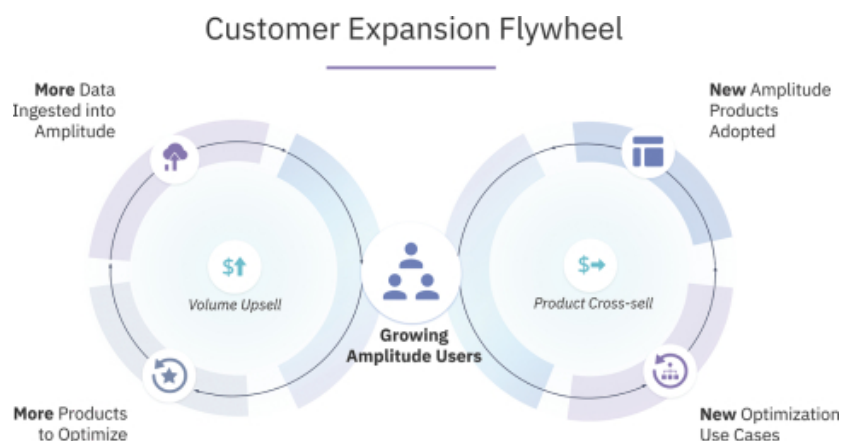 Customer Expansion Flywheel
More Data
Ingested into
Amplitude
New Amplitude
Products
Adopted
$
Volume Upsell
$
Product Cross-sell
Growing
Amplitude Users
More Products
to Optimize
New Optimization
Use Cases